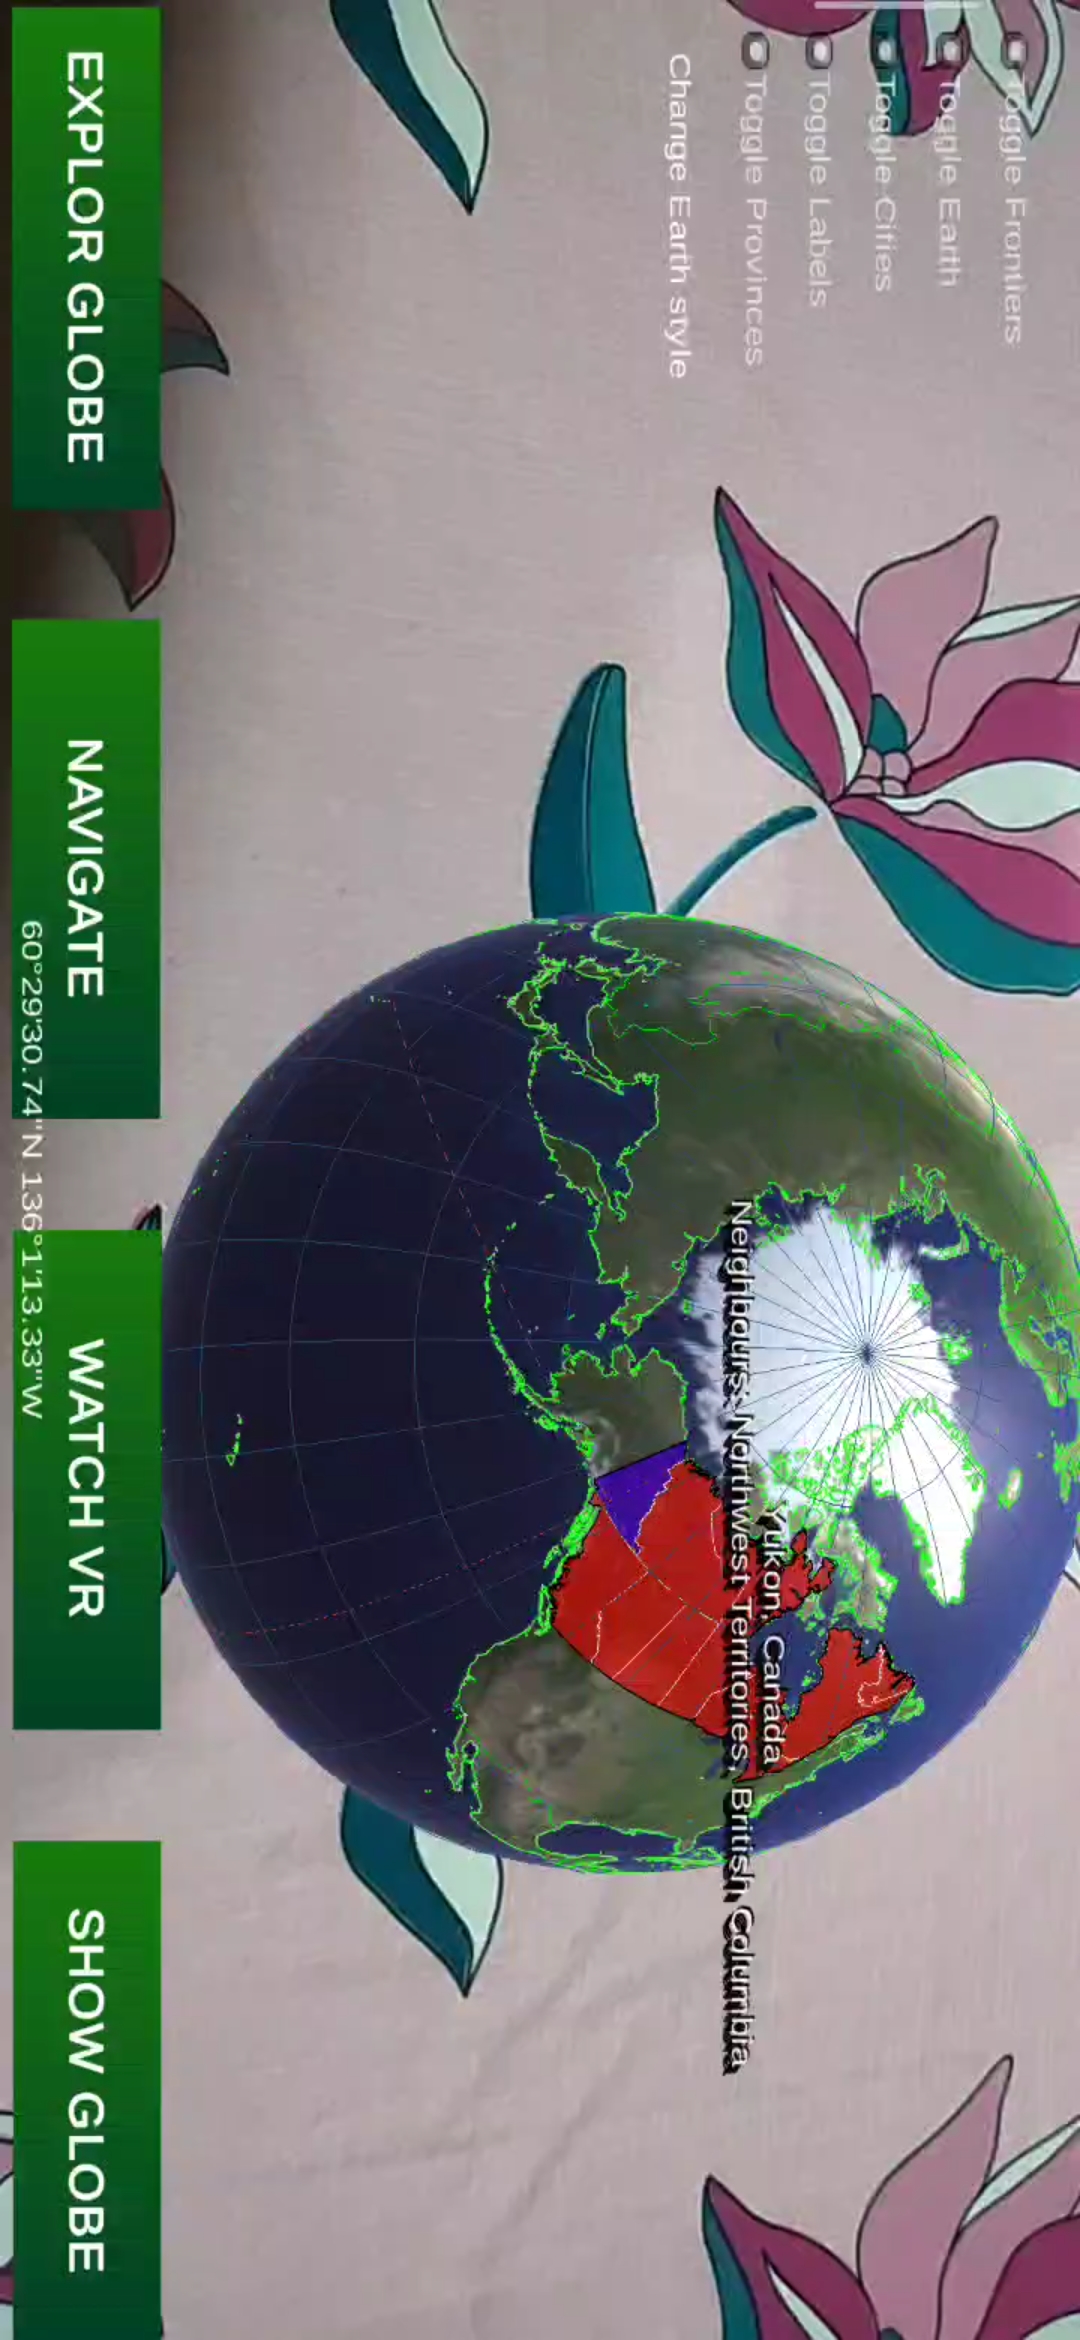 Toggle Frontiers
Toggle Earth
Toggle Cities
Toggle Labels
Toggle Provinces
Change Earth style
Yukon, Canada
Neighbours: Northwest Territories, British Columbia
EXPLOR GLOBE
NAVIGATE
WATCH VR
SHOW GLOBE
60°29'30.74"N 136°1'13.33"W